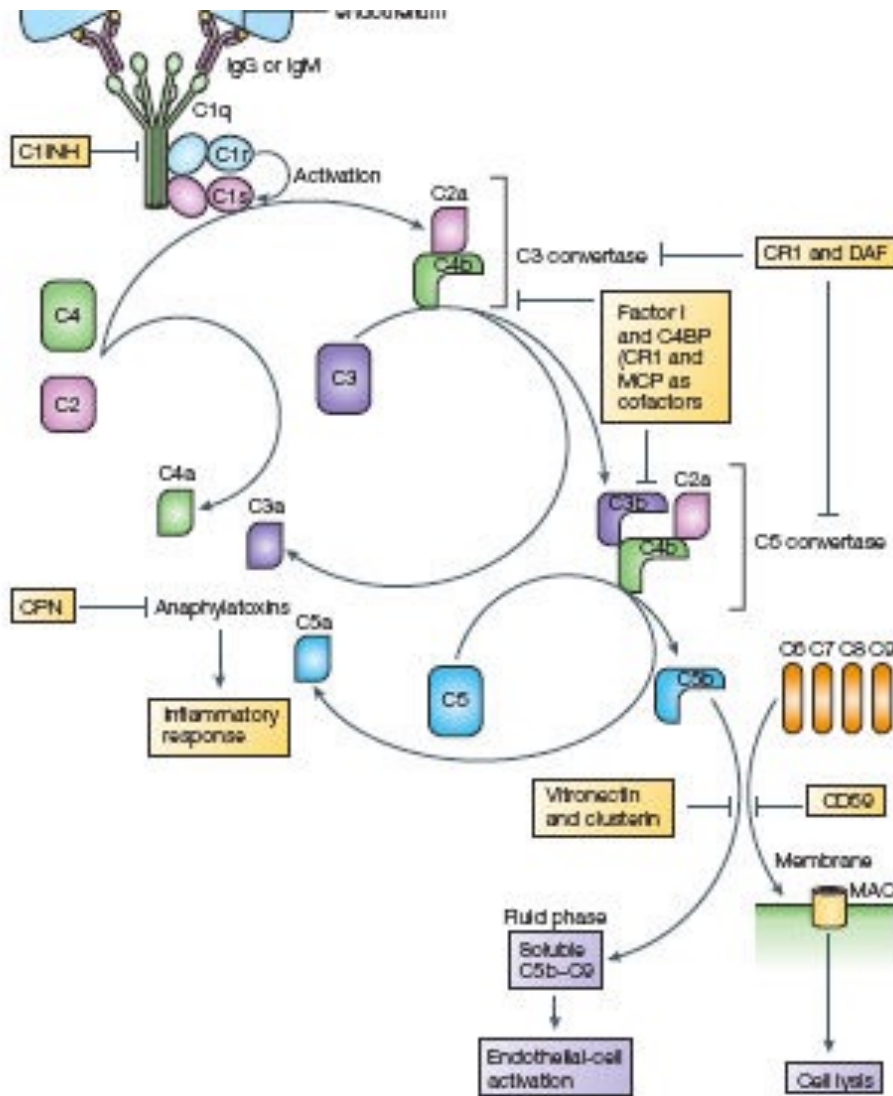 endothelium
IgG or IgM
C1q
C1INH
C1r
Activation
C1s
C2a
C4b
C3 convertase
CR1 and DAF
C4
C2
C3
Factor I
and C4BP
(CR1 and
MCP as
cofactors
C4a
C3a
C3b
C2a
C4b
C5 convertase
CPN
Anaphylatoxins
C5a
C5
C5b
C6 C7 C8 C9
Inflammatory
response
Vitronectin
and clusterin
CD59
Membrane
MAC
Fluid phase
Soluble
C5b–C9
Endothelial-cell
activation
Cell lysis